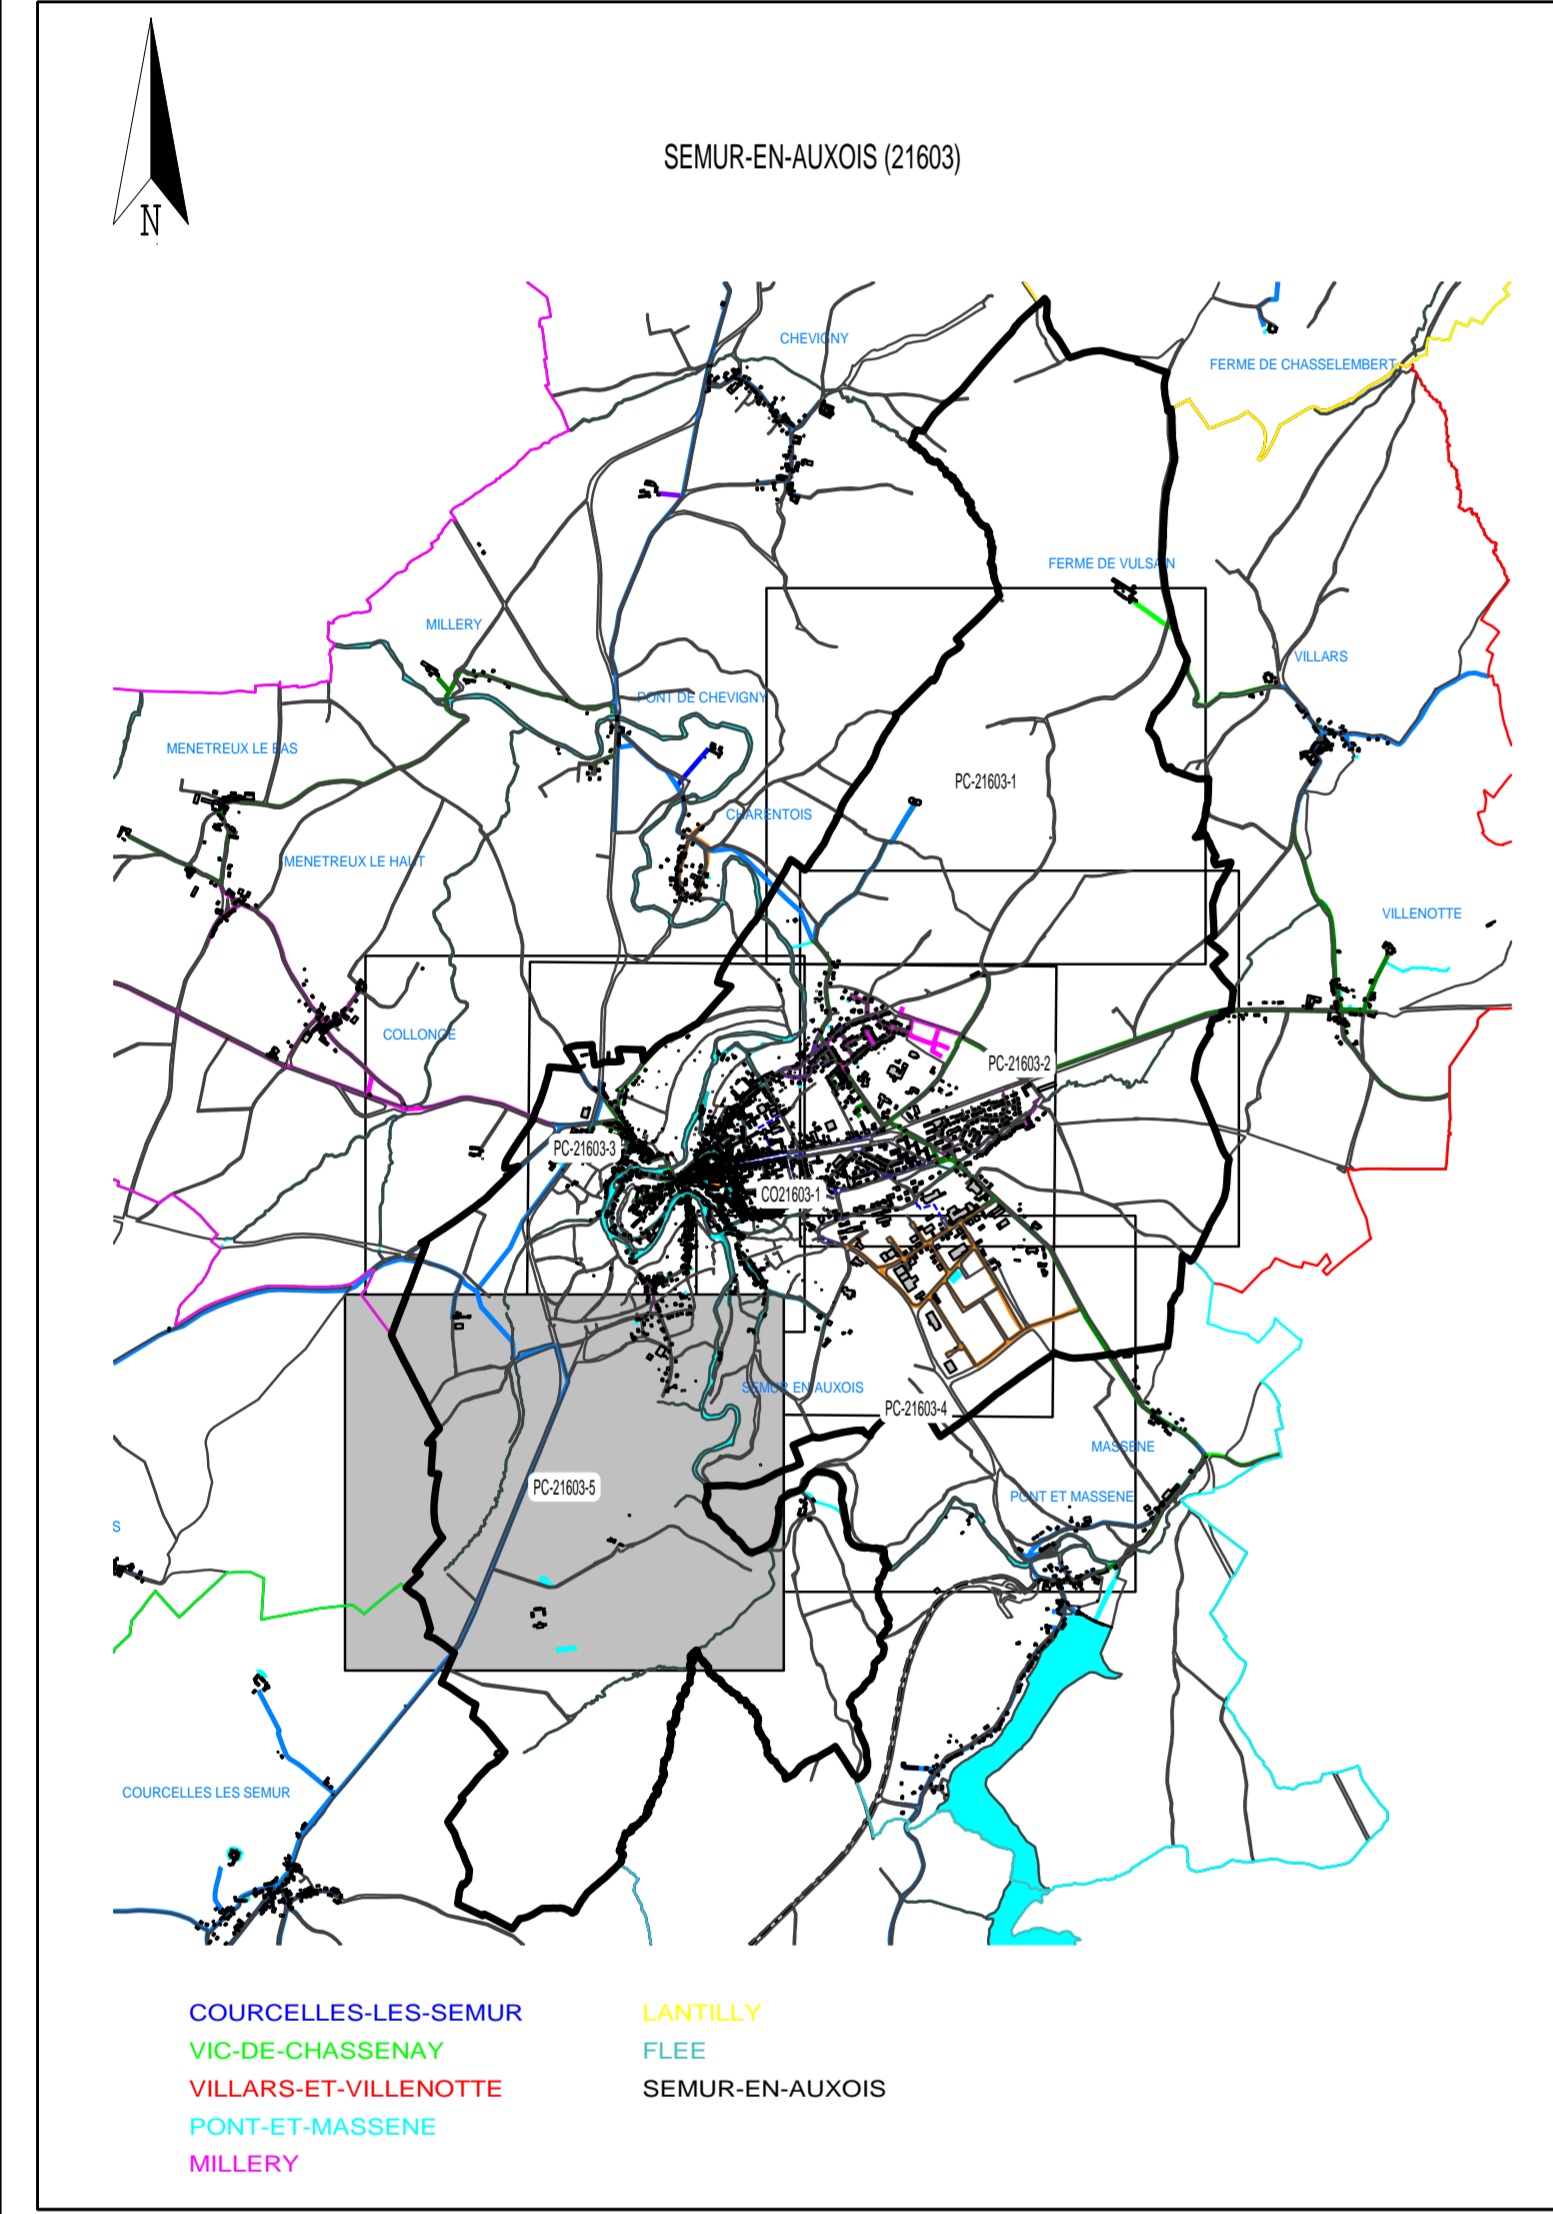 N
SEMUR-EN-AUXOIS (21603)
CHEVIGNY
FERME DE CHASSELEMBERT
FERME DE VULSAIN
MILLERY
VILLARS
PONT DE CHEVIGNY
MENETREUX LE BAS
PC-21603-1
CHARENTOIS
MENETREUX LE HAUT
VILLENOTTE
COLLONGE
PC-21603-2
PC-21603-3
CO21603-1
SEMUR EN AUXOIS
PC-21603-4
MASSENE
PC-21603-5
PONT ET MASSENE
S
COURCELLES LES SEMUR
COURCELLES-LES-SEMUR
VIC-DE-CHASSENAY
VILLARS-ET-VILLENOTTE
PONT-ET-MASSENE
MILLERY
LANTILLY
FLEE
SEMUR-EN-AUXOIS